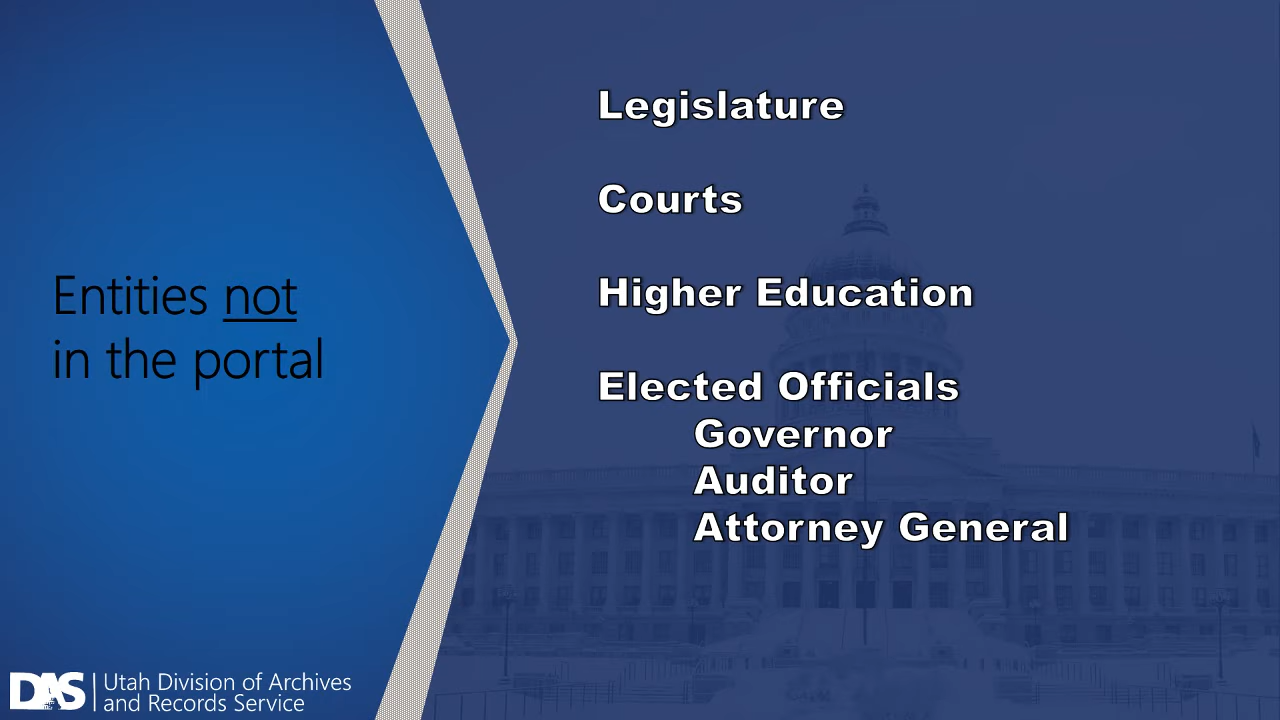 Entities not
in the portal
Legislature
Courts
Higher Education
Elected Officials
Governor
Auditor
Attorney General
DAS
Utah Division of Archives
and Records Service